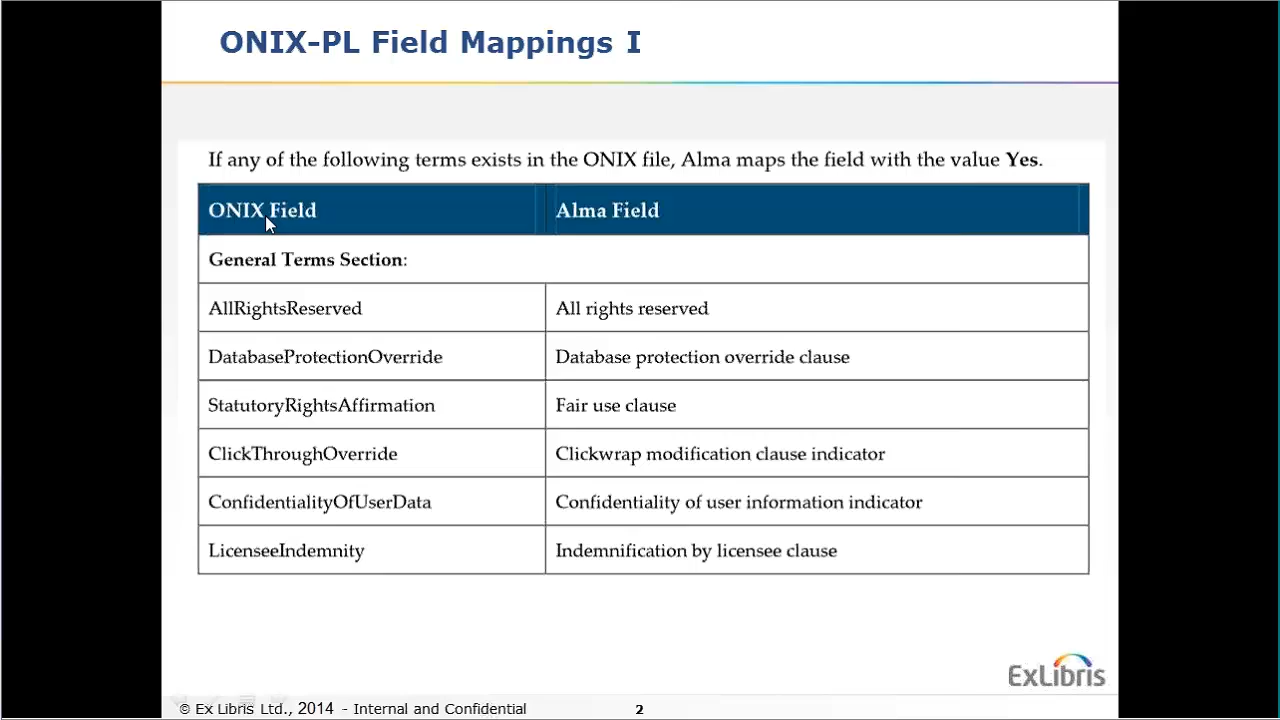 ONIX-PL Field Mappings I
If any of the following terms exists in the ONIX file, Alma maps the field with the value Yes.
ONIX Field Alma Field
General Terms Section:
AllRightsReserved All rights reserved
DatabaseProtectionOverride Database protection override clause
StatutoryRightsAffirmation Fair use clause
ClickThroughOverride Clickwrap modification clause indicator
ConfidentialityOfUserData Confidentiality of user information indicator
LicenseeIndemnity Indemnification by licensee clause
ExLibris
© Ex Libris Ltd., 2014 - Internal and Confidential 2